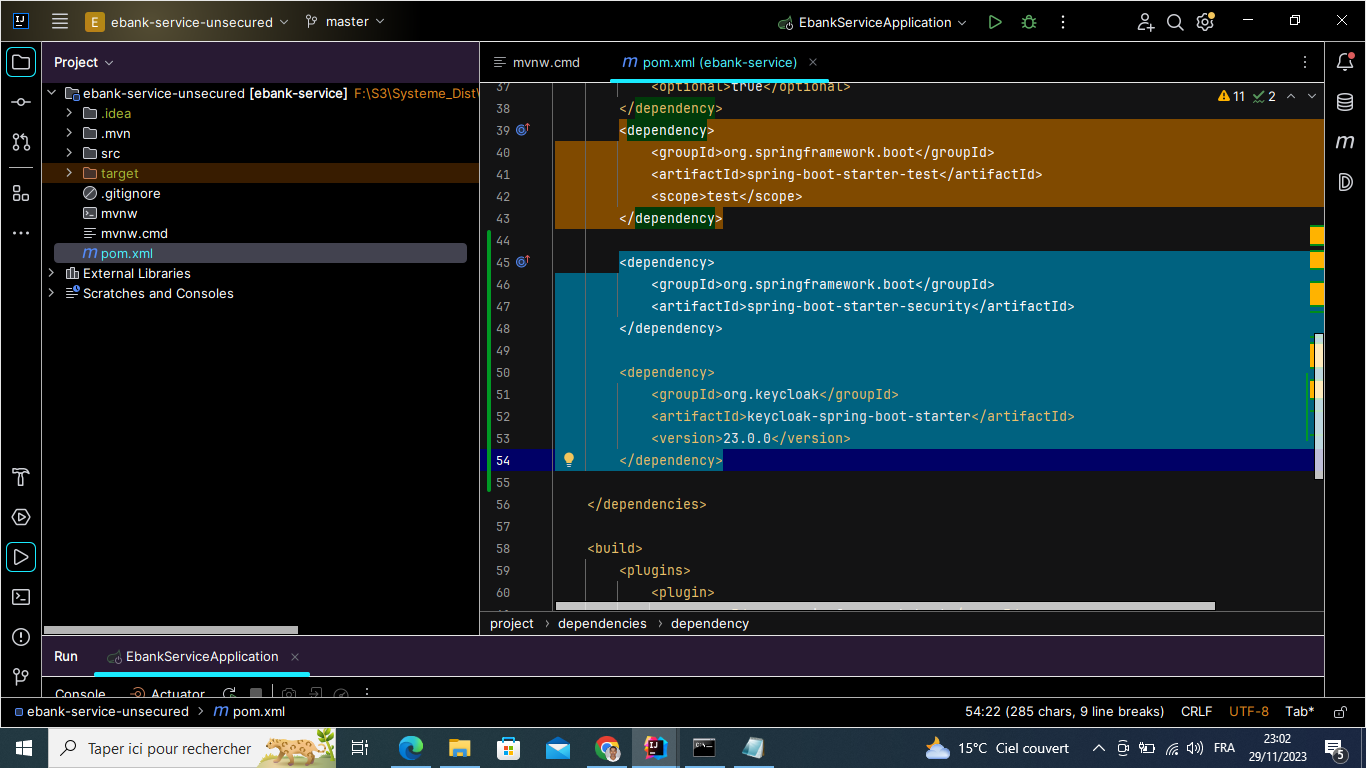 E ebank-service-unsecured master EbankServiceApplication
Project
mvnw.cmd
m pom.xml (ebank-service)
ebank-service-unsecured [ebank-service] F:\S3\Systeme_Dist\
.idea
.mvn
src
target
.gitignore
mvnw
mvnw.cmd
m pom.xml
External Libraries
Scratches and Consoles
11 2
37 <optional>true</optional>
38 </dependency>
39 <dependency>
40 <groupId>org.springframework.boot</groupId>
41 <artifactId>spring-boot-starter-test</artifactId>
42 <scope>test</scope>
43 </dependency>
44
45 <dependency>
46 <groupId>org.springframework.boot</groupId>
47 <artifactId>spring-boot-starter-security</artifactId>
48 </dependency>
49
50 <dependency>
51 <groupId>org.keycloak</groupId>
52 <artifactId>keycloak-spring-boot-starter</artifactId>
53 <version>23.0.0</version>
54 </dependency>
55
56 </dependencies>
57
58 <build>
59 <plugins>
60 <plugin>
project › dependencies › dependency
Run EbankServiceApplication
Console Actuator
ebank-service-unsecured > m pom.xml 54:22 (285 chars, 9 line breaks) CRLF UTF-8 Tab*
Taper ici pour rechercher
15°C Ciel couvert
FRA
23:02
29/11/2023
5